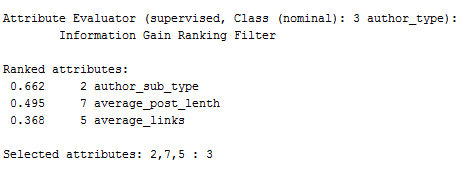 Attribute Evaluator (supervised, Class (nominal): 3 author_type):
Information Gain Ranking Filter
Ranked attributes:
0.662 2 author_sub_type
0.495 7 average_post_lenth
0.368 5 average_links
Selected attributes: 2,7,5 : 3